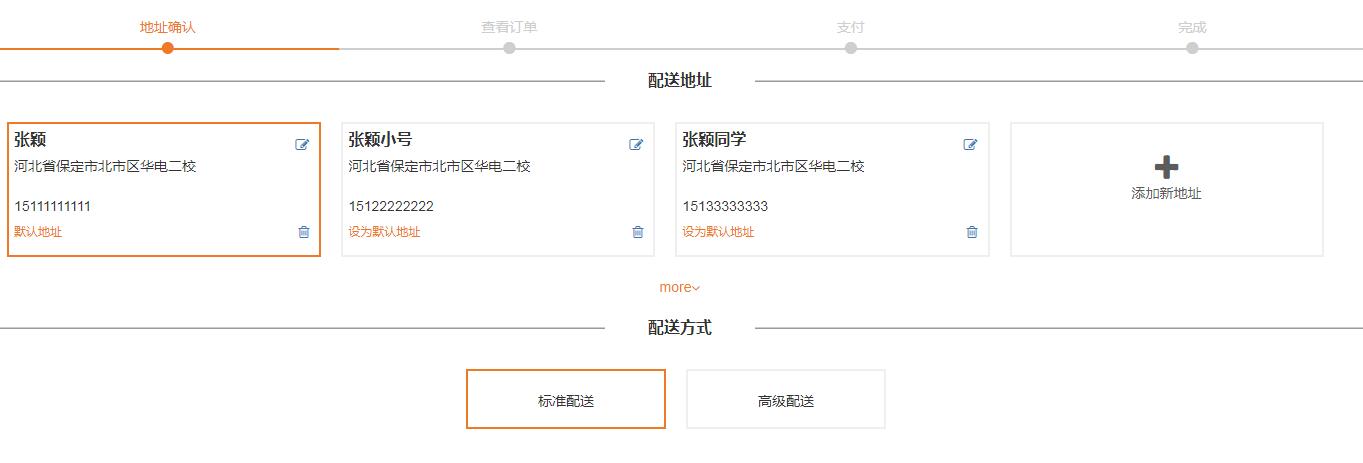 地址确认
查看订单
支付
完成
配送地址
张颖
河北省保定市北市区华电二校
15111111111
默认地址
张颖小号
河北省保定市北市区华电二校
15122222222
设为默认地址
张颖同学
河北省保定市北市区华电二校
15133333333
设为默认地址
添加新地址
more
配送方式
标准配送
高级配送